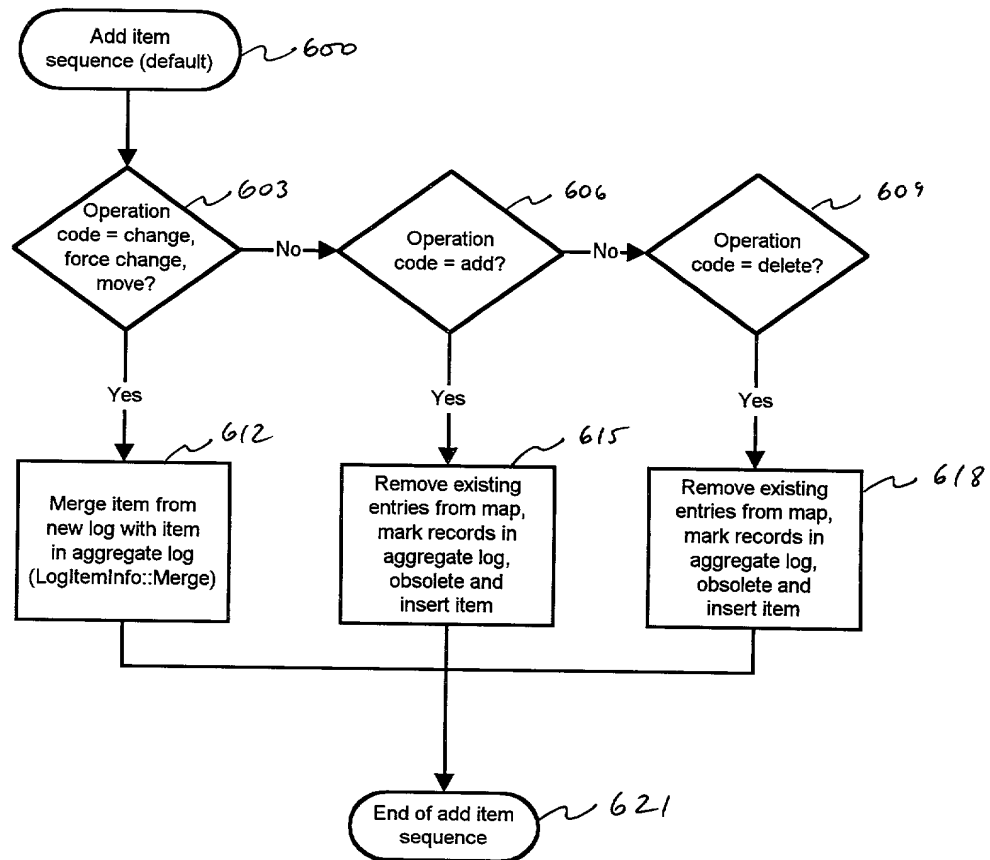 Add item
sequence (default)
600
603
606
609
Operation
code = change,
force change,
move?
No
Operation
code = add?
No
Operation
code = delete?
Yes
Yes
Yes
612
615
618
Merge item from
new log with item
in aggregate log
(LogItemInfo::Merge)
Remove existing
entries from map,
mark records in
aggregate log,
obsolete and
insert item
Remove existing
entries from map,
mark records in
aggregate log,
obsolete and
insert item
End of add item
sequence
621